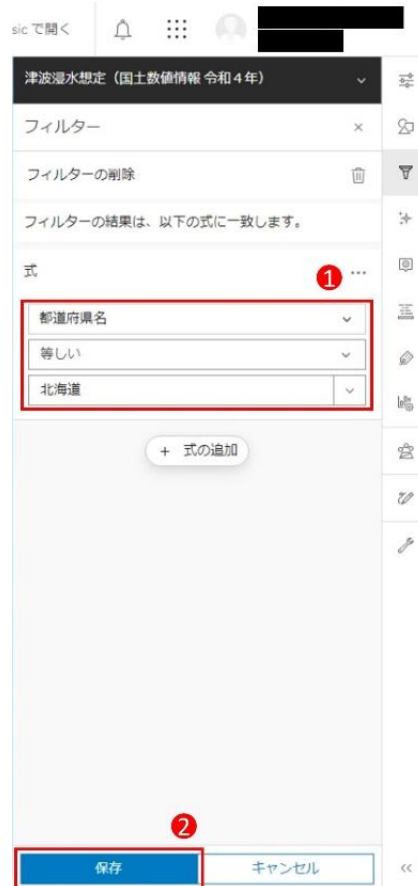 sic で開く
津波浸水想定（国土数値情報 令和４年）
フィルター
フィルターの削除
フィルターの結果は、以下の式に一致します。
式
1
都道府県名
等しい
北海道
+ 式の追加
2
保存
キャンセル